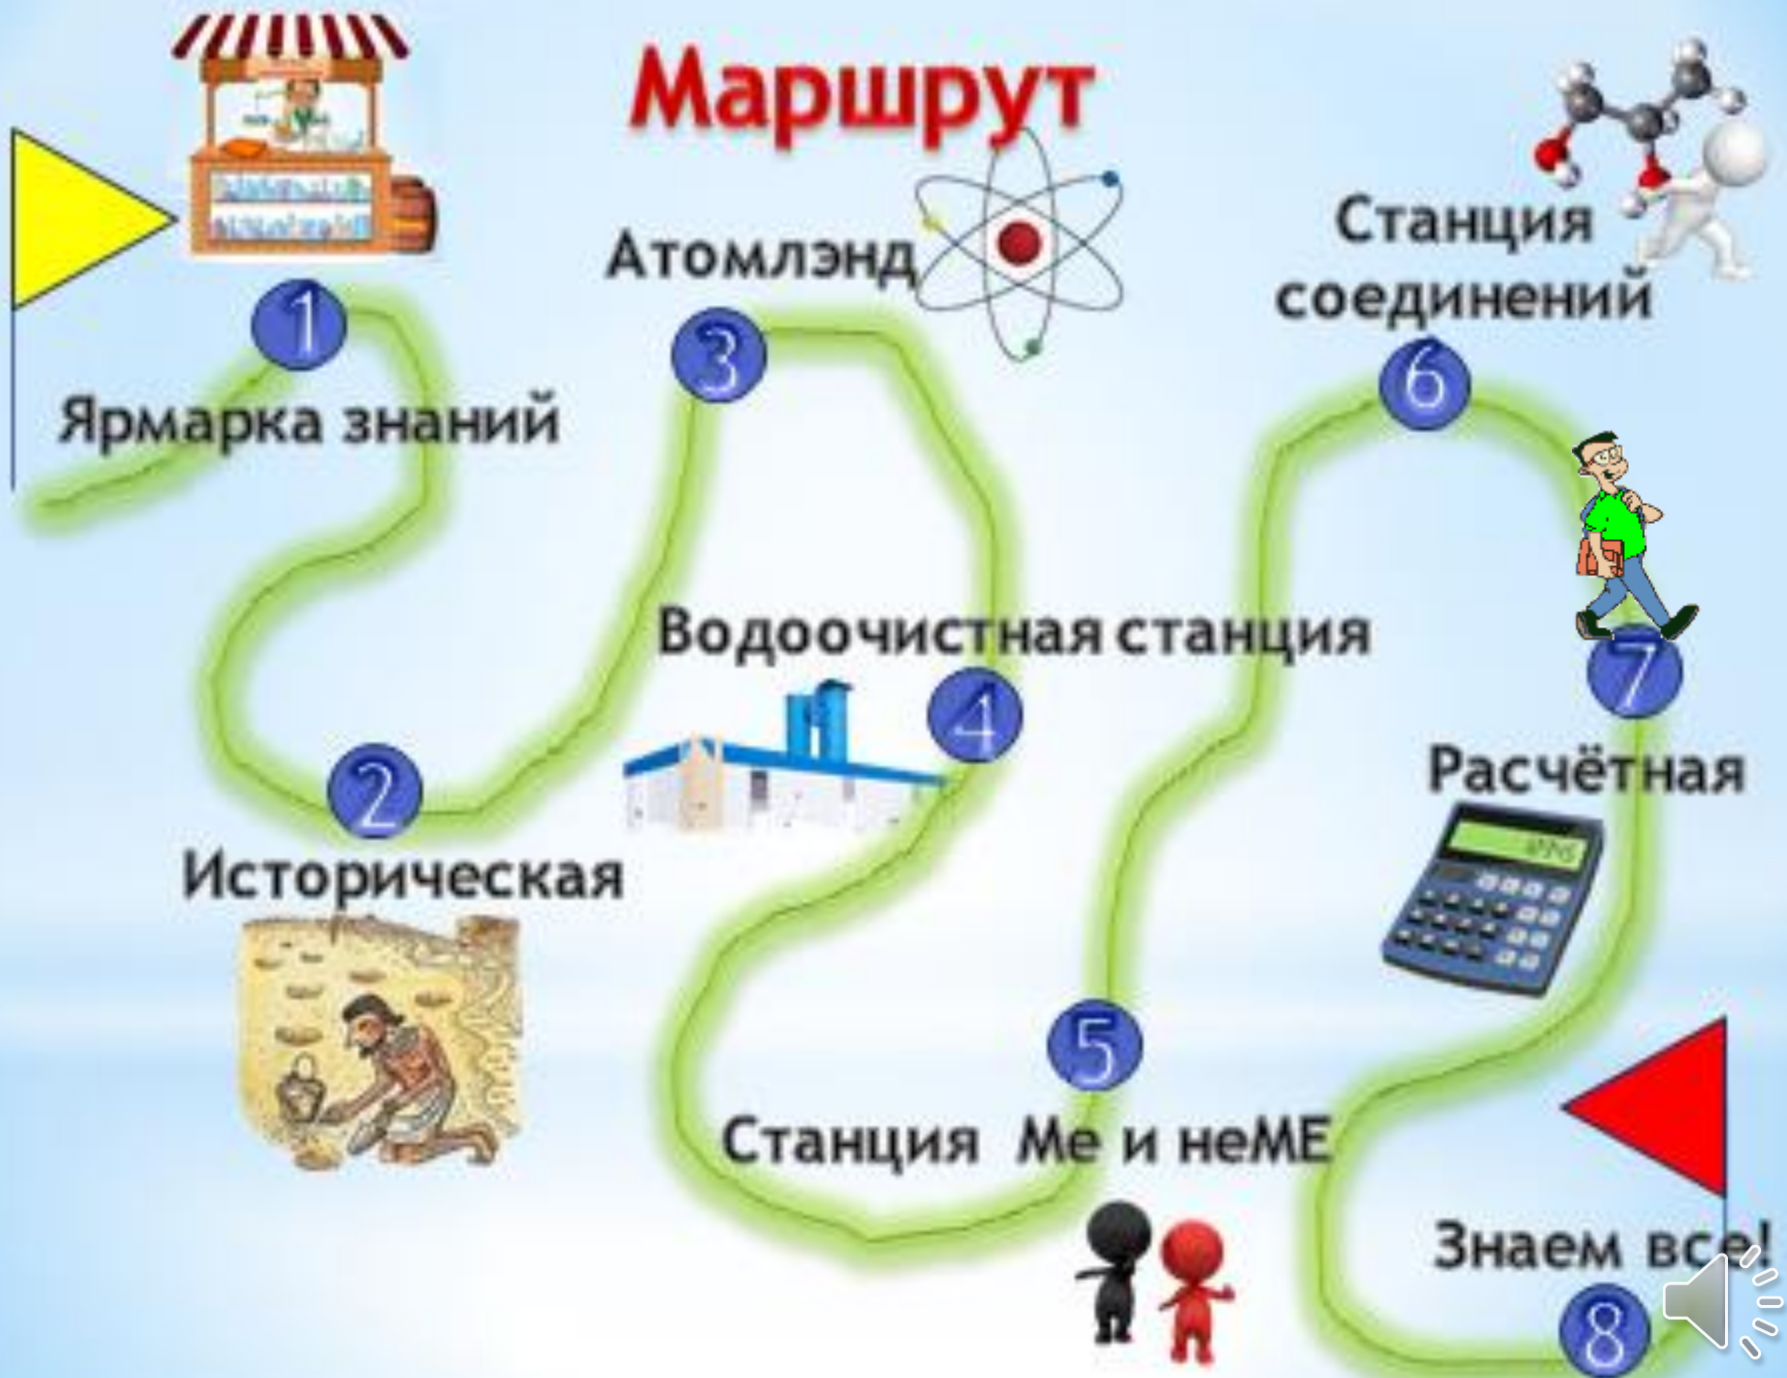 Маршрут
1
Ярмарка знаний
2
Историческая
3
Атомлэнд
4
Водоочистная станция
5
Станция Ме и неМЕ
6
Станция
соединений
7
Расчётная
8
Знаем все!